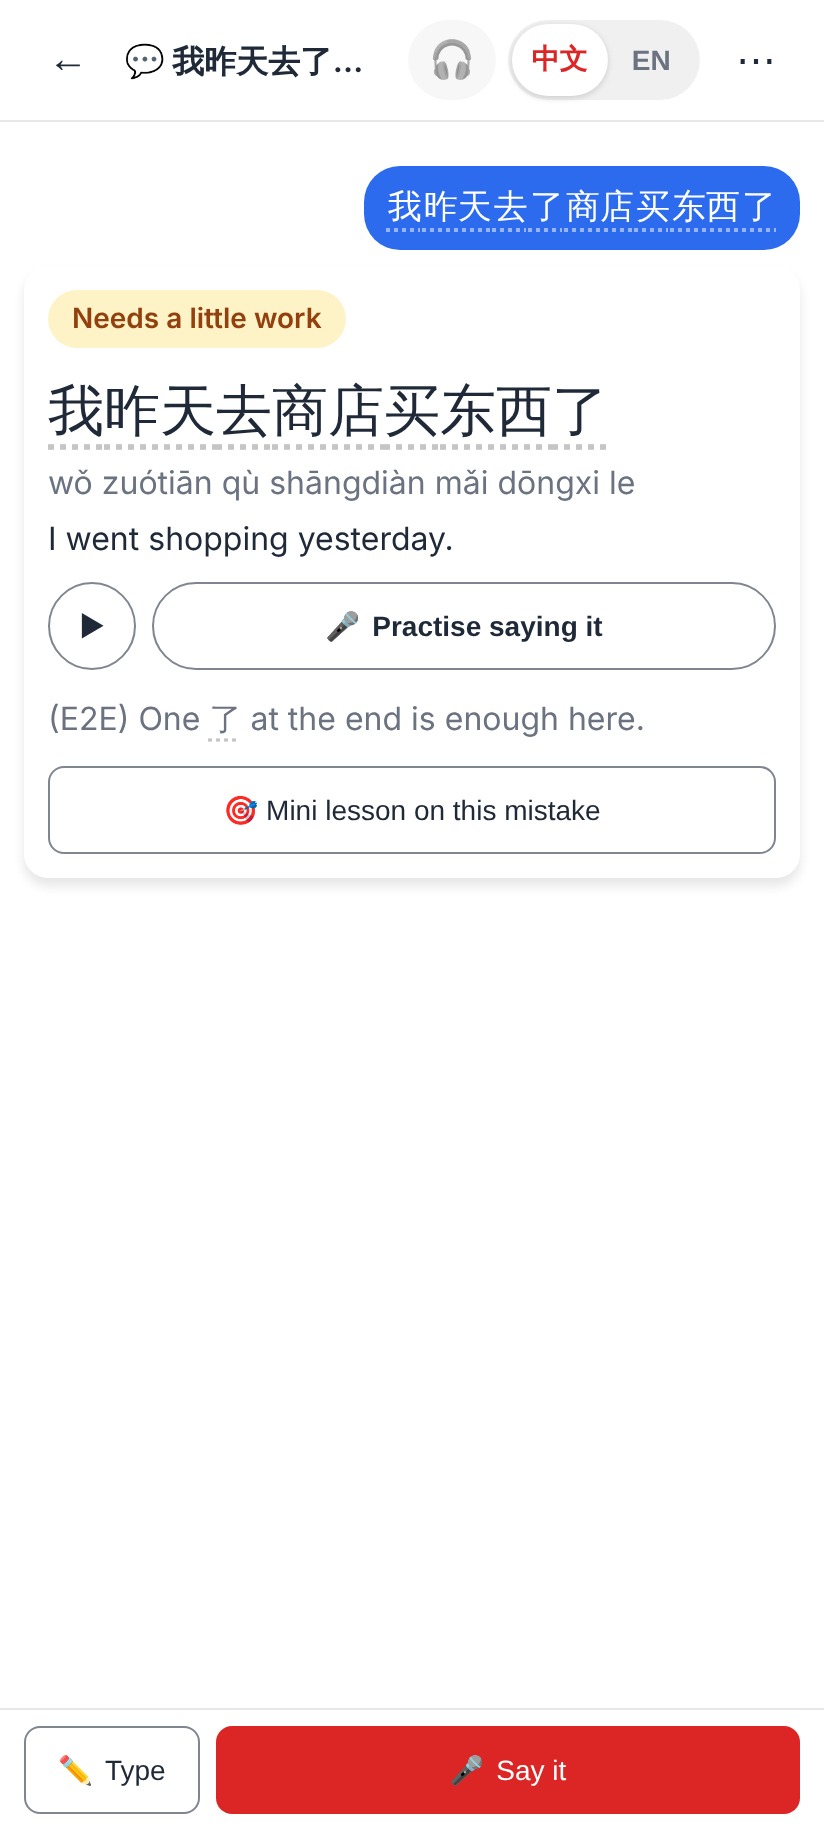 ← 💬 我昨天去了... 🎧 中文 EN ⋯
我昨天去了商店买东西了
Needs a little work
我昨天去商店买东西了
wǒ zuótiān qù shāngdiàn mǎi dōngxi le
I went shopping yesterday.
▶ 🎤 Practise saying it
(E2E) One 了 at the end is enough here.
🎯 Mini lesson on this mistake
✏️ Type 🎤 Say it